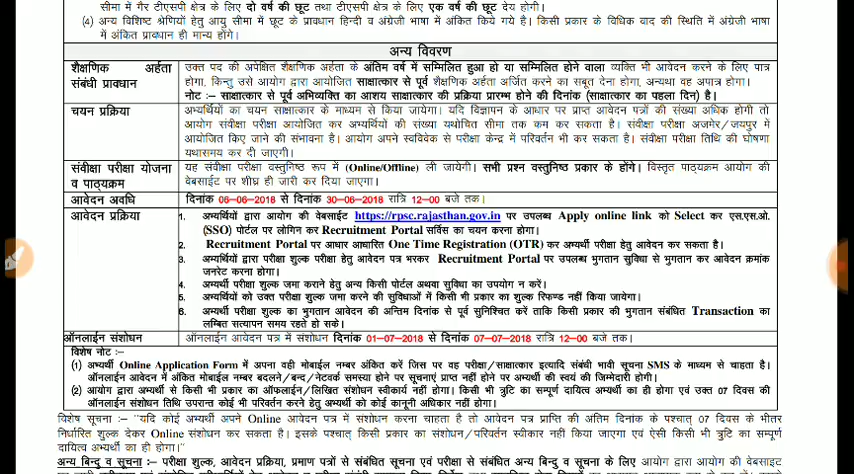 सीमा में गैर टीएसपी क्षेत्र के लिए दो वर्ष की छूट तथा टीएसपी क्षेत्र के लिए एक वर्ष की छूट देय होगी।
(4) अन्य विशिष्ट श्रेणियों हेतु आयु सीमा में छूट के प्रावधान हिन्दी व अंग्रेजी भाषा में अंकित किये गये है। किसी प्रकार के विधिक वाद की स्थिति में अंग्रेजी भाषा
में अंकित प्रावधान ही मान्य होंगे।
अन्य विवरण
शैक्षणिक अर्हता संबंधी प्रावधान
उक्त पद की अपेक्षित शैक्षणिक अर्हता के अंतिम वर्ष में सम्मिलित हुआ हो या सम्मिलित होने वाला व्यक्ति भी आवेदन करने के लिए पात्र
होगा, किन्तु उसे आयोग द्वारा आयोजित साक्षात्कार से पूर्व शैक्षणिक अर्हता अर्जित करने का सबूत देना होगा, अन्यथा वह अपात्र होगा।
नोट :– साक्षात्कार से पूर्व अभिव्यक्ति का आशय साक्षात्कार की प्रक्रिया प्रारम्भ होने की दिनांक (साक्षात्कार का पहला दिन) है।
चयन प्रक्रिया
अभ्यर्थियों का चयन साक्षात्कार के माध्यम से किया जायेगा। यदि विज्ञापन के आधार पर प्राप्त आवेदन पत्रों की संख्या अधिक होगी तो
आयोग संवीक्षा परीक्षा आयोजित कर अभ्यर्थियों की संख्या यथोचित सीमा तक कम कर सकता है। संवीक्षा परीक्षा अजमेर/जयपुर में
आयोजित किए जाने की संभावना है। आयोग अपने स्वविवेक से परीक्षा केन्द्र में परिवर्तन भी कर सकता है। संवीक्षा परीक्षा तिथि की घोषणा
यथासमय कर दी जाएगी।
संवीक्षा परीक्षा योजना व पाठ्यक्रम
यह संवीक्षा परीक्षा वस्तुनिष्ठ रूप में (Online/Offline) ली जायेगी। सभी प्रश्न वस्तुनिष्ठ प्रकार के होंगे। विस्तृत पाठ्यक्रम आयोग की
वेबसाईट पर शीघ्र ही जारी कर दिया जाएगा।
आवेदन अवधि
दिनांक 06-06-2018 से दिनांक 30-06-2018 रात्रि 12-00 बजे तक।
आवेदन प्रक्रिया
1. अभ्यर्थियों द्वारा आयोग की वेबसाईट https://rpsc.rajasthan.gov.in पर उपलब्ध Apply online link को Select कर एस.एस.ओ.
(SSO) पोर्टल पर लोगिन कर Recruitment Portal सर्विस का चयन करना होगा।
2. Recruitment Portal पर आधार आधारित One Time Registration (OTR) कर अभ्यर्थी परीक्षा हेतु आवेदन कर सकता है।
3. अभ्यर्थियों द्वारा परीक्षा शुल्क परीक्षा हेतु आवेदन पत्र भरकर Recruitment Portal पर उपलब्ध भुगतान सुविधा से भुगतान कर आवेदन क्रमांक
जनरेट करना होगा।
4. अभ्यर्थी परीक्षा शुल्क जमा कराने हेतु अन्य किसी पोर्टल अथवा सुविधा का उपयोग न करें।
5. अभ्यर्थियों को उक्त परीक्षा शुल्क जमा करने की सुविधाओं में किसी भी प्रकार का शुल्क रिफण्ड नहीं किया जायेगा।
6. अभ्यर्थी परीक्षा शुल्क का भुगतान आवेदन की अन्तिम दिनांक से पूर्व सुनिश्चित करें ताकि किसी प्रकार की भुगतान संबंधित Transaction का
लम्बित सत्यापन समय रहते हो सके।
ऑनलाईन संशोधन
ऑनलाईन आवेदन पत्र में संशोधन दिनांक 01-07-2018 से दिनांक 07-07-2018 रात्रि 12-00 बजे तक।
विशेष नोट :–
(1) अभ्यर्थी Online Application Form में अपना वही मोबाईल नम्बर अंकित करें जिस पर वह परीक्षा/साक्षात्कार इत्यादि संबंधी भावी सूचना SMS के माध्यम से चाहता है।
ऑनलाईन आवेदन में अंकित मोबाईल नम्बर बदलने/बन्द/नेटवर्क समस्या होने पर सूचनाएं प्राप्त नहीं होने पर अभ्यर्थी की स्वयं की जिम्मेदारी होगी।
(2) आयोग द्वारा अभ्यर्थी से किसी भी प्रकार का ऑफलाईन/लिखित संशोधन स्वीकार्य नहीं होगा। किसी भी त्रुटि का सम्पूर्ण दायित्व अभ्यर्थी का ही होगा एवं उक्त 07 दिवस की
ऑनलाईन संशोधन तिथि उपरान्त कोई भी परिवर्तन करने हेतु अभ्यर्थी को कोई कानूनी अधिकार नहीं होगा।
विशेष सूचना :– "यदि कोई अभ्यर्थी अपने Online आवेदन पत्र में संशोधन करना चाहता है तो आवेदन पत्र प्राप्ति की अंतिम दिनांक के पश्चात् 07 दिवस के भीतर
निर्धारित शुल्क देकर Online संशोधन कर सकता है। इसके पश्चात् किसी प्रकार का संशोधन/परिवर्तन स्वीकार नहीं किया जाएगा एवं ऐसी किसी भी त्रुटि का सम्पूर्ण
दायित्व अभ्यर्थी का ही होगा।"
अन्य बिन्दु व सूचना :– परीक्षा शुल्क, आवेदन प्रक्रिया, प्रमाण पत्रों से संबंधित सूचना एवं परीक्षा से संबंधित अन्य बिन्दु व सूचना के लिए आयोग द्वारा आयोग की वेबसाइट